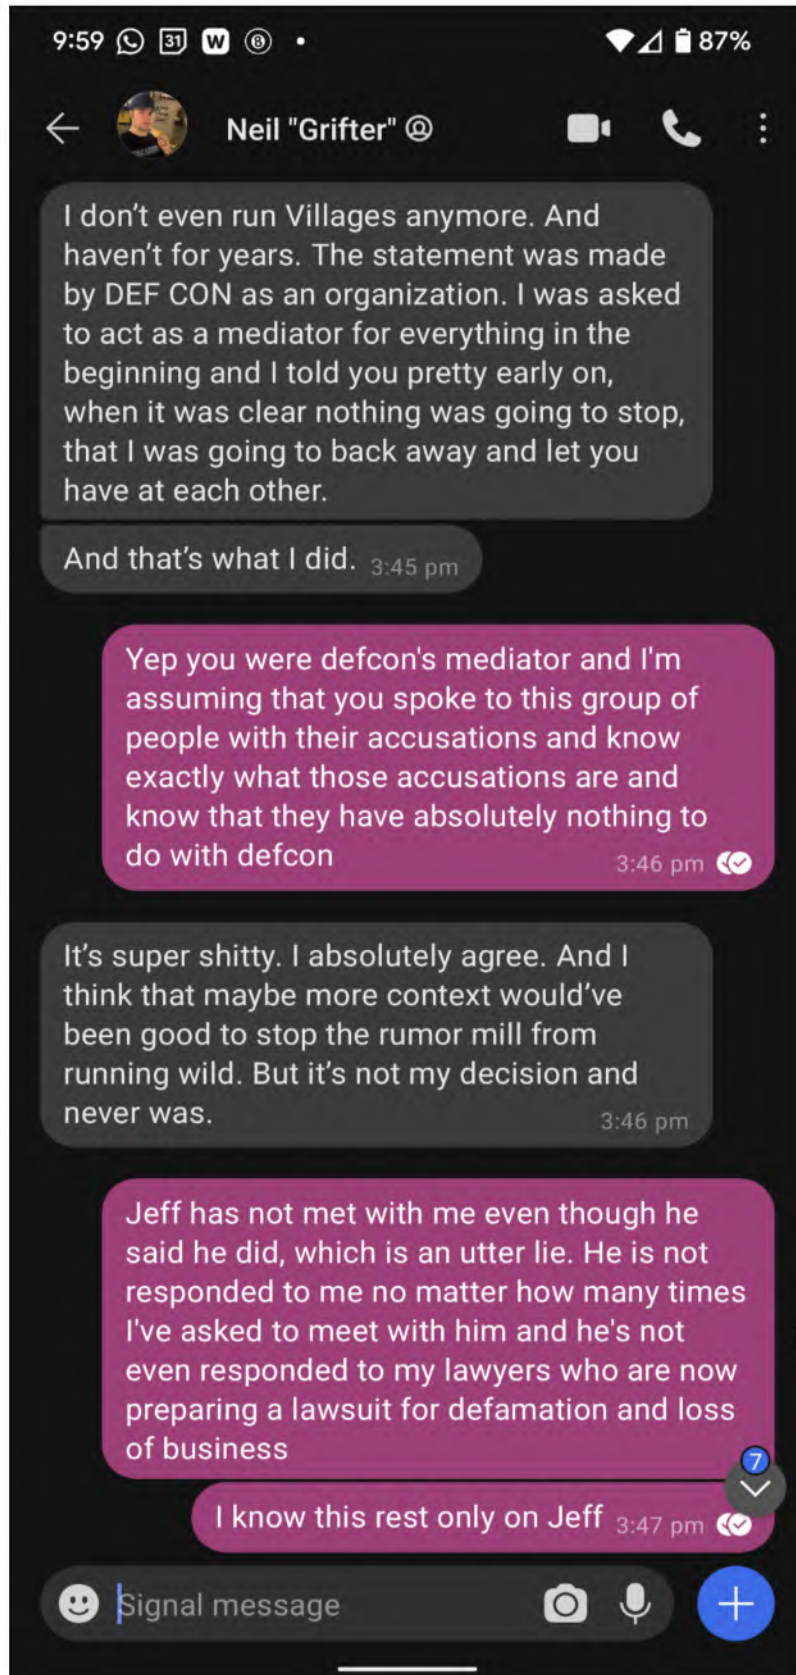 9:59 31 W 8 87%
Neil "Grifter"
I don't even run Villages anymore. And
haven't for years. The statement was made
by DEF CON as an organization. I was asked
to act as a mediator for everything in the
beginning and I told you pretty early on,
when it was clear nothing was going to stop,
that I was going to back away and let you
have at each other.
And that's what I did. 3:45 pm
Yep you were defcon's mediator and I'm
assuming that you spoke to this group of
people with their accusations and know
exactly what those accusations are and
know that they have absolutely nothing to
do with defcon 3:46 pm
It's super shitty. I absolutely agree. And I
think that maybe more context would've
been good to stop the rumor mill from
running wild. But it's not my decision and
never was. 3:46 pm
Jeff has not met with me even though he
said he did, which is an utter lie. He is not
responded to me no matter how many times
I've asked to meet with him and he's not
even responded to my lawyers who are now
preparing a lawsuit for defamation and loss
of business
7
I know this rest only on Jeff 3:47 pm
Signal message